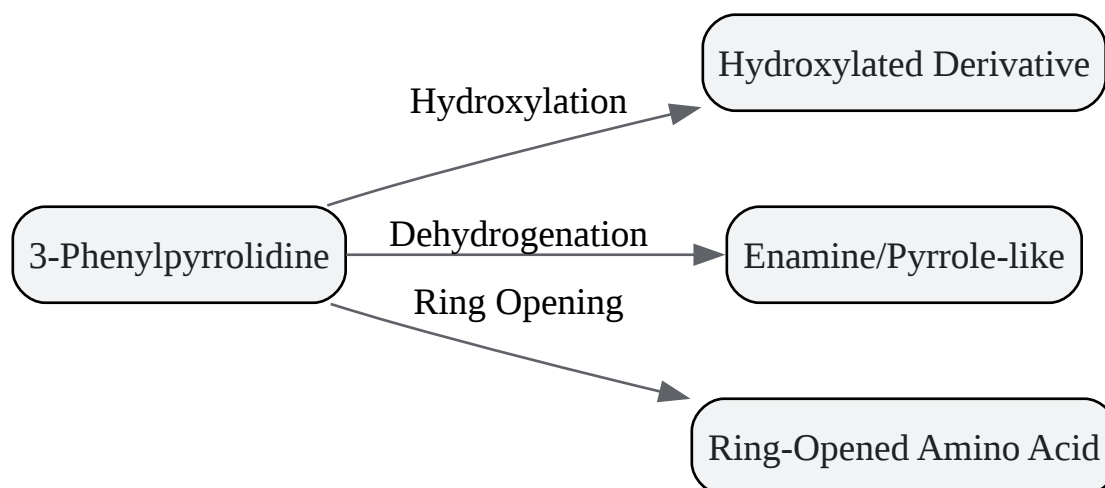 Hydroxylated Derivative
Hydroxylation
3-Phenylpyrrolidine
Dehydrogenation
Enamine/Pyrrole-like
Ring Opening
Ring-Opened Amino Acid